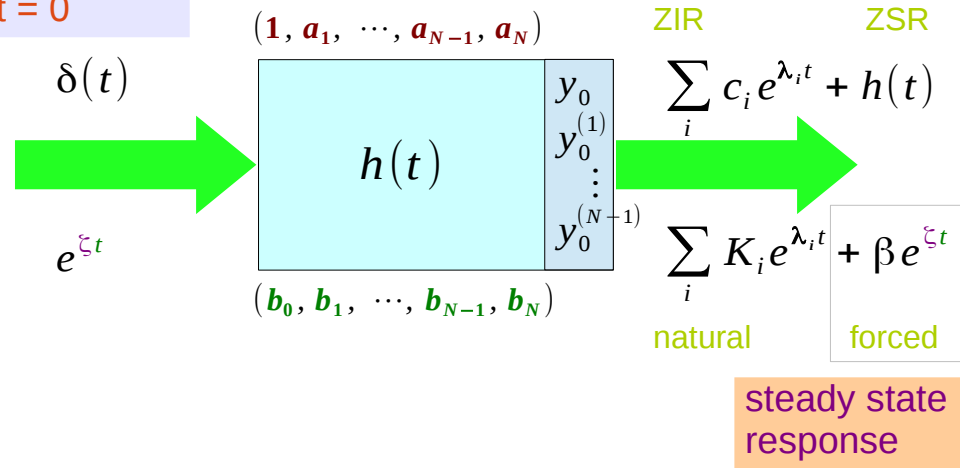 t = 0
(1, a₁, ⋯, a_{N−1}, a_N)
ZIR ZSR
δ(t)
h(t)
y₀
y₀^{(1)}
⋮
y₀^{(N−1)}
∑_i c_i e^{λ_i t} + h(t)
e^{ζt}
∑_i K_i e^{λ_i t} + β e^{ζt}
(b₀, b₁, ⋯, b_{N−1}, b_N)
natural forced
steady state
response